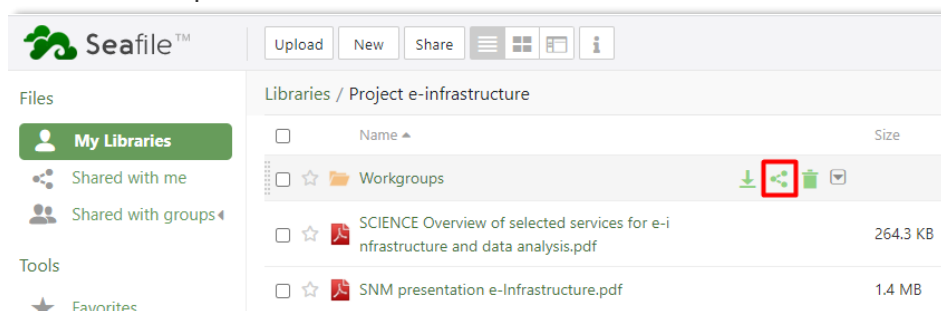 Seafile™
Upload
New
Share
Files
Libraries / Project e-infrastructure
My Libraries
Name
Size
Shared with me
Workgroups
Shared with groups
SCIENCE Overview of selected services for e-i
nfrastructure and data analysis.pdf
264.3 KB
Tools
SNM presentation e-Infrastructure.pdf
1.4 MB
Favorites